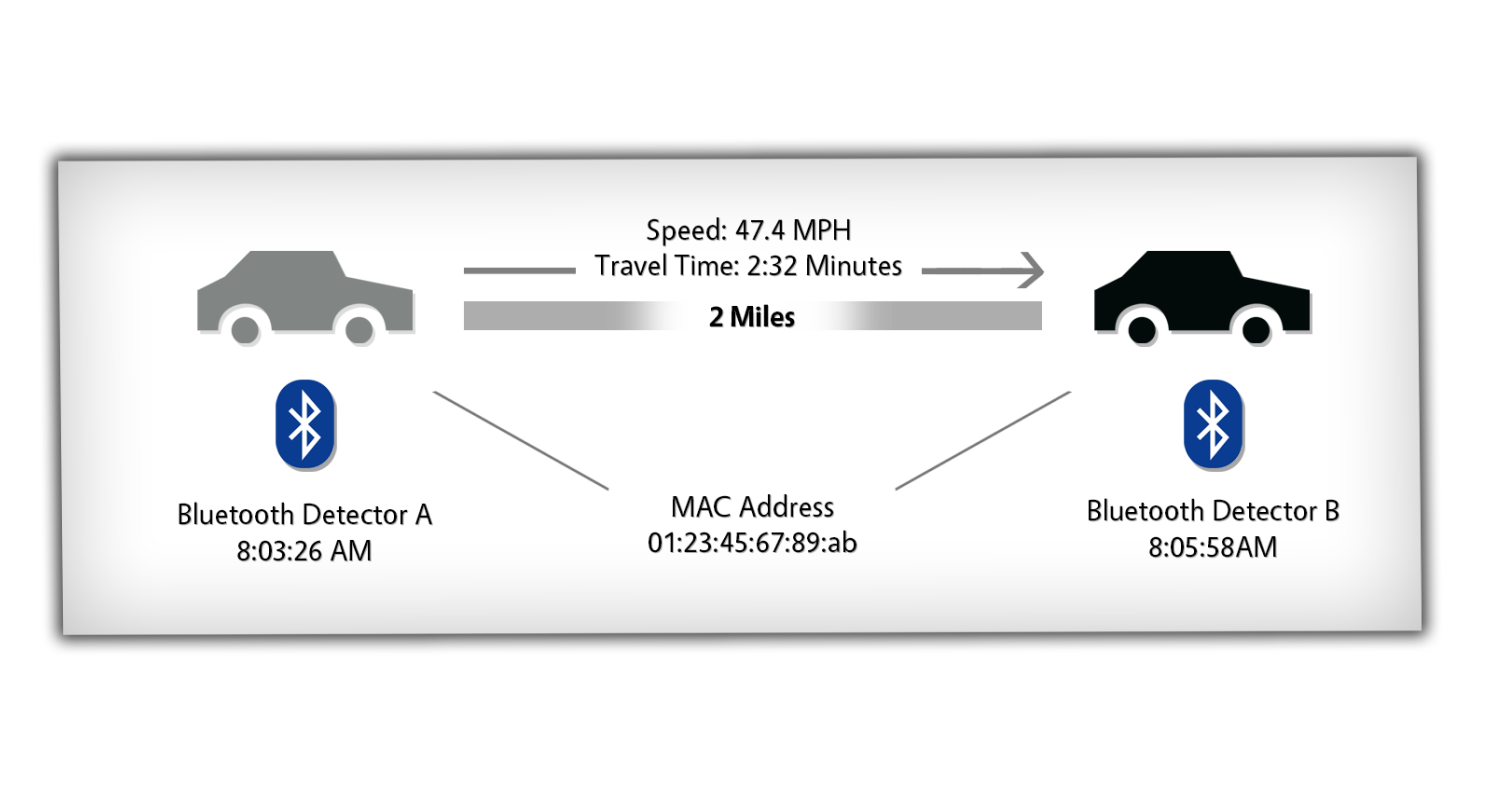 Speed: 47.4 MPH
Travel Time: 2:32 Minutes
2 Miles
Bluetooth Detector A
8:03:26 AM
MAC Address
01:23:45:67:89:ab
Bluetooth Detector B
8:05:58AM